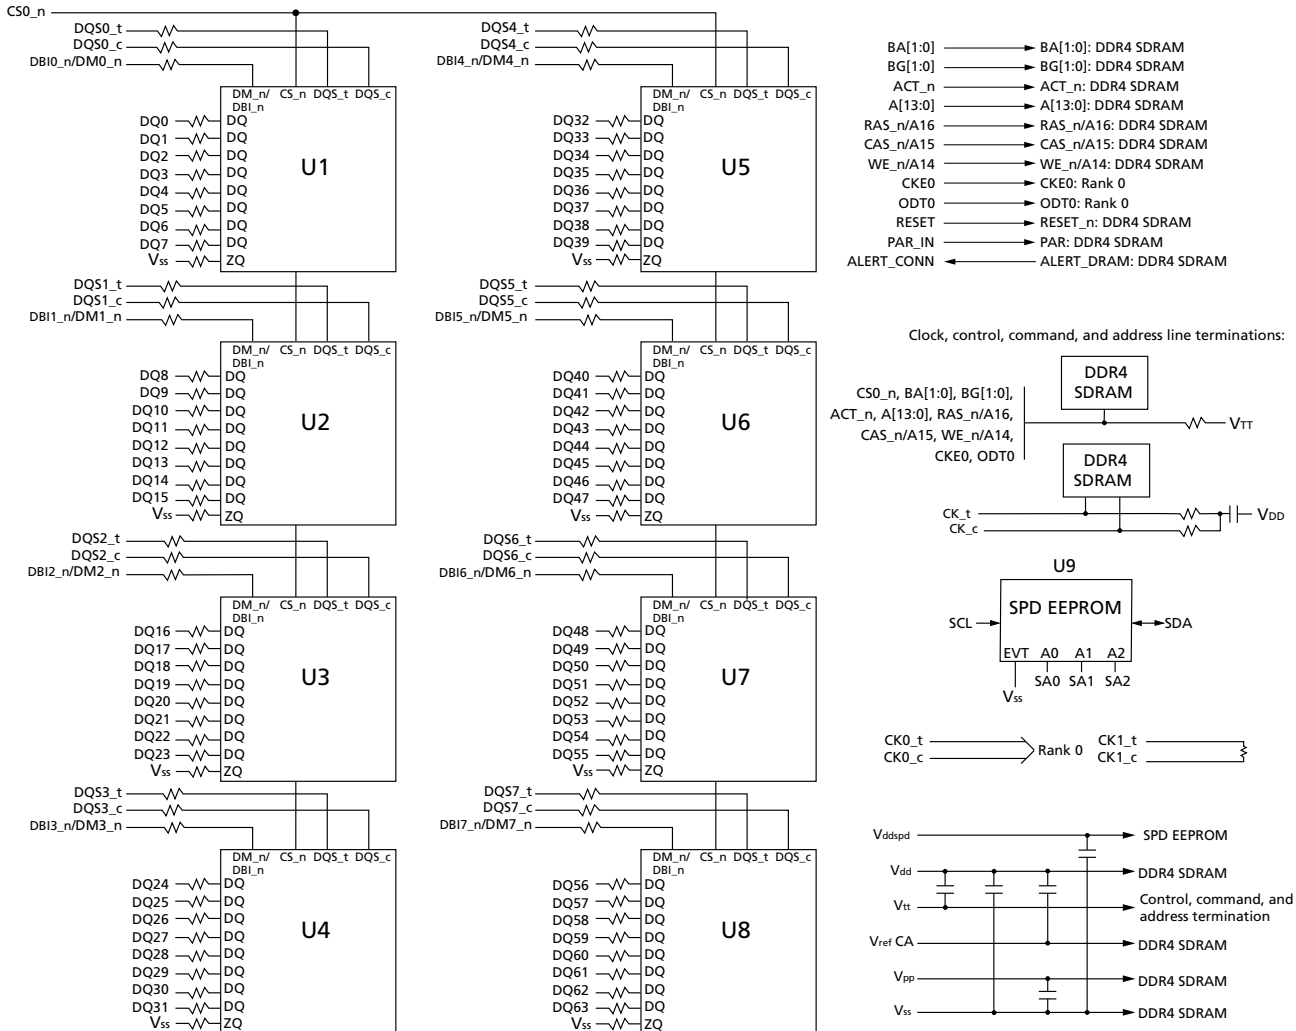 CS0_n
DQS0_t
DQS0_c
DBI0_n/DM0_n
DM_n/ CS_n DQS_t DQS_c
DBI_n
DQ0 DQ
DQ1 DQ
DQ2 DQ
DQ3 DQ
DQ4 DQ
DQ5 DQ
DQ6 DQ
DQ7 DQ
Vss ZQ
U1
DQS1_t
DQS1_c
DBI1_n/DM1_n
DM_n/ CS_n DQS_t DQS_c
DBI_n
DQ8 DQ
DQ9 DQ
DQ10 DQ
DQ11 DQ
DQ12 DQ
DQ13 DQ
DQ14 DQ
DQ15 DQ
Vss ZQ
U2
DQS2_t
DQS2_c
DBI2_n/DM2_n
DM_n/ CS_n DQS_t DQS_c
DBI_n
DQ16 DQ
DQ17 DQ
DQ18 DQ
DQ19 DQ
DQ20 DQ
DQ21 DQ
DQ22 DQ
DQ23 DQ
Vss ZQ
U3
DQS3_t
DQS3_c
DBI3_n/DM3_n
DM_n/ CS_n DQS_t DQS_c
DBI_n
DQ24 DQ
DQ25 DQ
DQ26 DQ
DQ27 DQ
DQ28 DQ
DQ29 DQ
DQ30 DQ
DQ31 DQ
Vss ZQ
U4
DQS4_t
DQS4_c
DBI4_n/DM4_n
DM_n/ CS_n DQS_t DQS_c
DBI_n
DQ32 DQ
DQ33 DQ
DQ34 DQ
DQ35 DQ
DQ36 DQ
DQ37 DQ
DQ38 DQ
DQ39 DQ
Vss ZQ
U5
DQS5_t
DQS5_c
DBI5_n/DM5_n
DM_n/ CS_n DQS_t DQS_c
DBI_n
DQ40 DQ
DQ41 DQ
DQ42 DQ
DQ43 DQ
DQ44 DQ
DQ45 DQ
DQ46 DQ
DQ47 DQ
Vss ZQ
U6
DQS6_t
DQS6_c
DBI6_n/DM6_n
DM_n/ CS_n DQS_t DQS_c
DBI_n
DQ48 DQ
DQ49 DQ
DQ50 DQ
DQ51 DQ
DQ52 DQ
DQ53 DQ
DQ54 DQ
DQ55 DQ
Vss ZQ
U7
DQS7_t
DQS7_c
DBI7_n/DM7_n
DM_n/ CS_n DQS_t DQS_c
DBI_n
DQ56 DQ
DQ57 DQ
DQ58 DQ
DQ59 DQ
DQ60 DQ
DQ61 DQ
DQ62 DQ
DQ63 DQ
Vss ZQ
U8
BA[1:0] BA[1:0]: DDR4 SDRAM
BG[1:0] BG[1:0]: DDR4 SDRAM
ACT_n ACT_n: DDR4 SDRAM
A[13:0] A[13:0]: DDR4 SDRAM
RAS_n/A16 RAS_n/A16: DDR4 SDRAM
CAS_n/A15 CAS_n/A15: DDR4 SDRAM
WE_n/A14 WE_n/A14: DDR4 SDRAM
CKE0 CKE0: Rank 0
ODT0 ODT0: Rank 0
RESET RESET_n: DDR4 SDRAM
PAR_IN PAR: DDR4 SDRAM
ALERT_CONN ALERT_DRAM: DDR4 SDRAM
Clock, control, command, and address line terminations:
DDR4
SDRAM
CS0_n, BA[1:0], BG[1:0],
ACT_n, A[13:0], RAS_n/A16,
CAS_n/A15, WE_n/A14,
CKE0, ODT0
VTT
DDR4
SDRAM
CK_t
CK_c
VDD
U9
SPD EEPROM
SCL SDA
EVT A0 A1 A2
SA0 SA1 SA2
Vss
CK0_t
CK0_c
Rank 0
CK1_t
CK1_c
Vddspd SPD EEPROM
Vdd DDR4 SDRAM
Vtt Control, command, and
address termination
Vref CA DDR4 SDRAM
Vpp DDR4 SDRAM
Vss DDR4 SDRAM